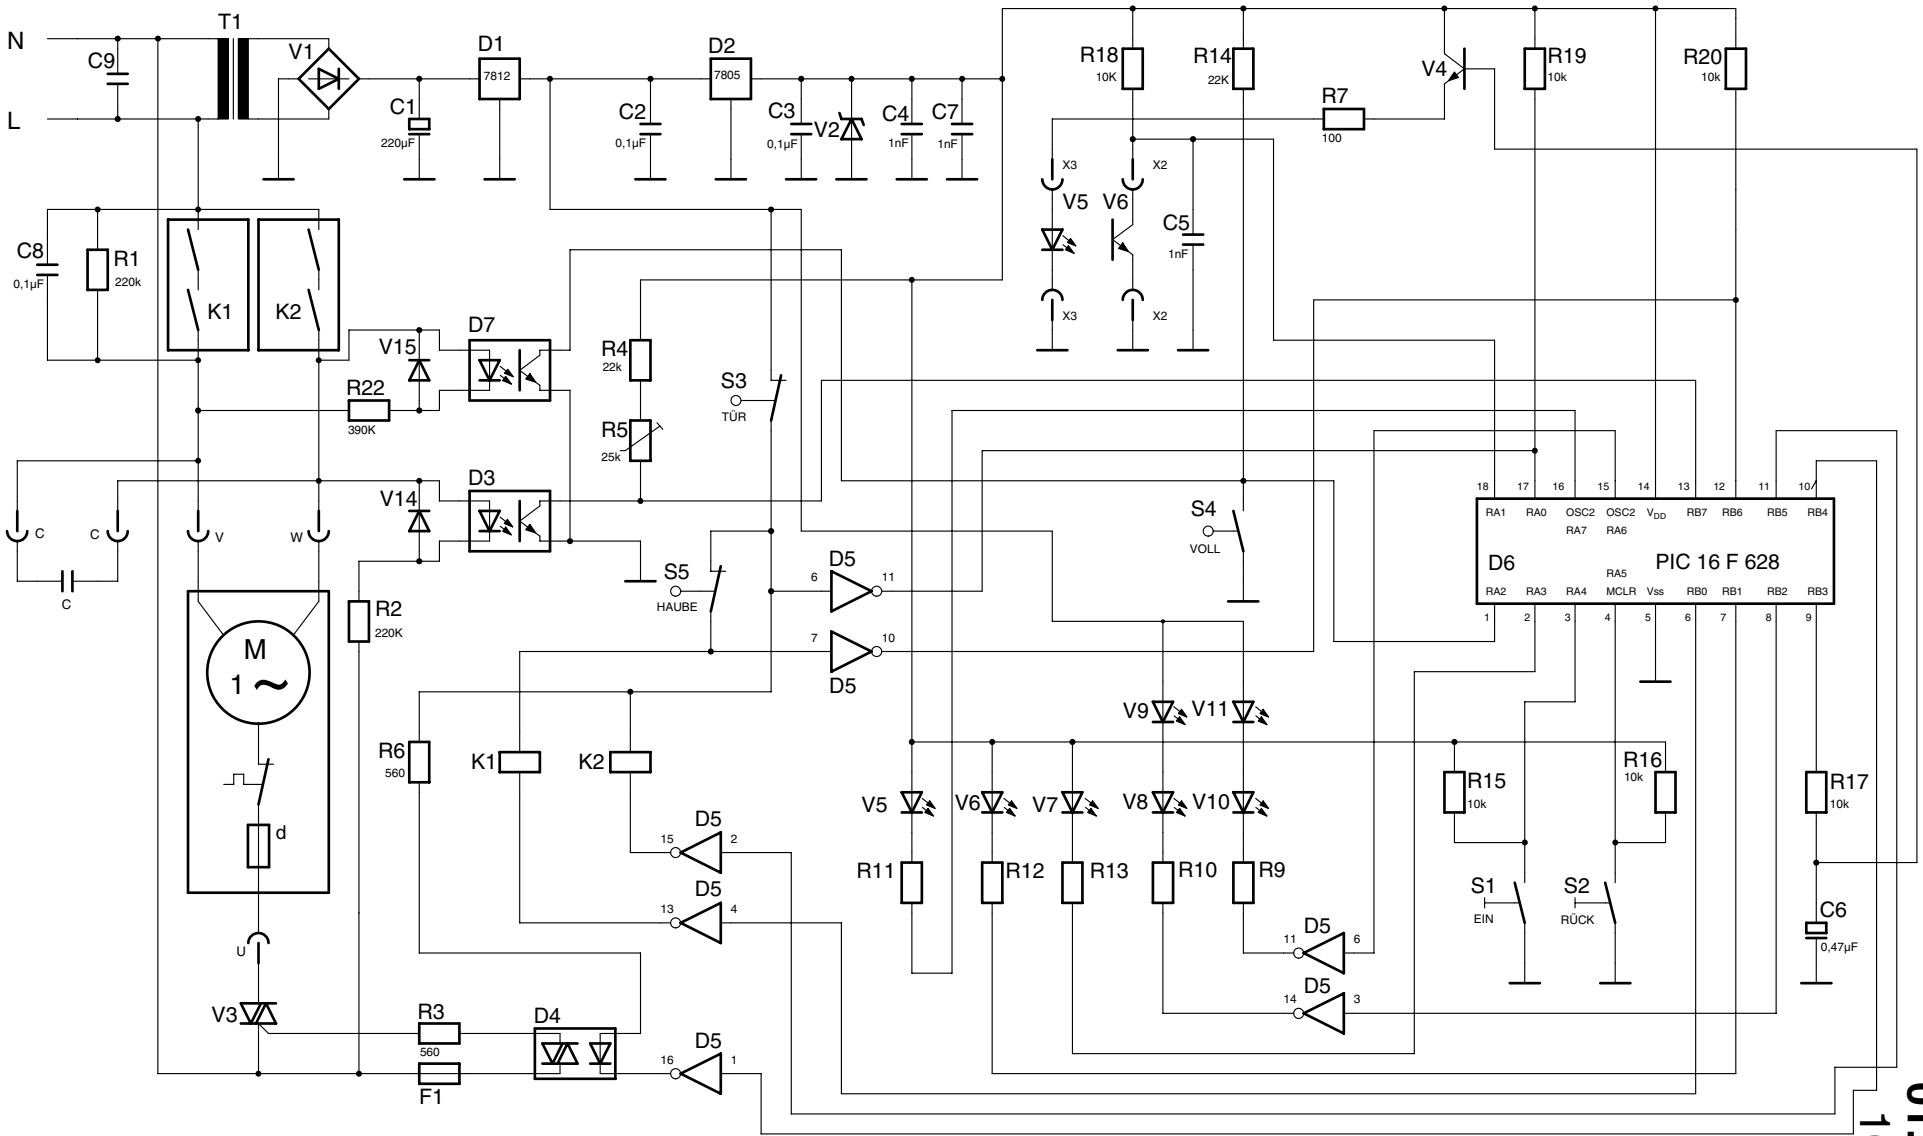 N
L
C9
T1
V1
C1
220µF
D1
7812
C2
0,1µF
D2
7805
C3
0,1µF
V2
C4
1nF
C7
1nF
R18
10K
R14
22K
V4
R7
100
R19
10k
R20
10k
X3
X2
V5
V6
C5
1nF
X3
X2
C8
0,1µF
R1
220k
K1
K2
V15
D7
R22
390K
R4
22k
R5
25k
S3
TÜR
V14
D3
C
C
V
W
C
R2
220K
S5
HAUBE
S4
VOLL
6
D5
11
7
10
D5
18
17
16
15
14
13
12
11
10
RA1
RA0
OSC2
OSC2
VDD
RB7
RB6
RB5
RB4
RA7
RA6
D6
PIC 16 F 628
RA5
RA2
RA3
RA4
MCLR
Vss
RB0
RB1
RB2
RB3
1
2
3
4
5
6
7
8
9
M
1 ~
d
U
V3
R6
560
K1
K2
15
D5
2
13
D5
4
V9
V11
V5
V6
V7
V8
V10
R11
R12
R13
R10
R9
R15
10k
R16
10k
R17
10k
S1
EIN
S2
RÜCK
C6
0,47µF
11
D5
6
14
D5
3
R3
560
F1
D4
16
D5
1